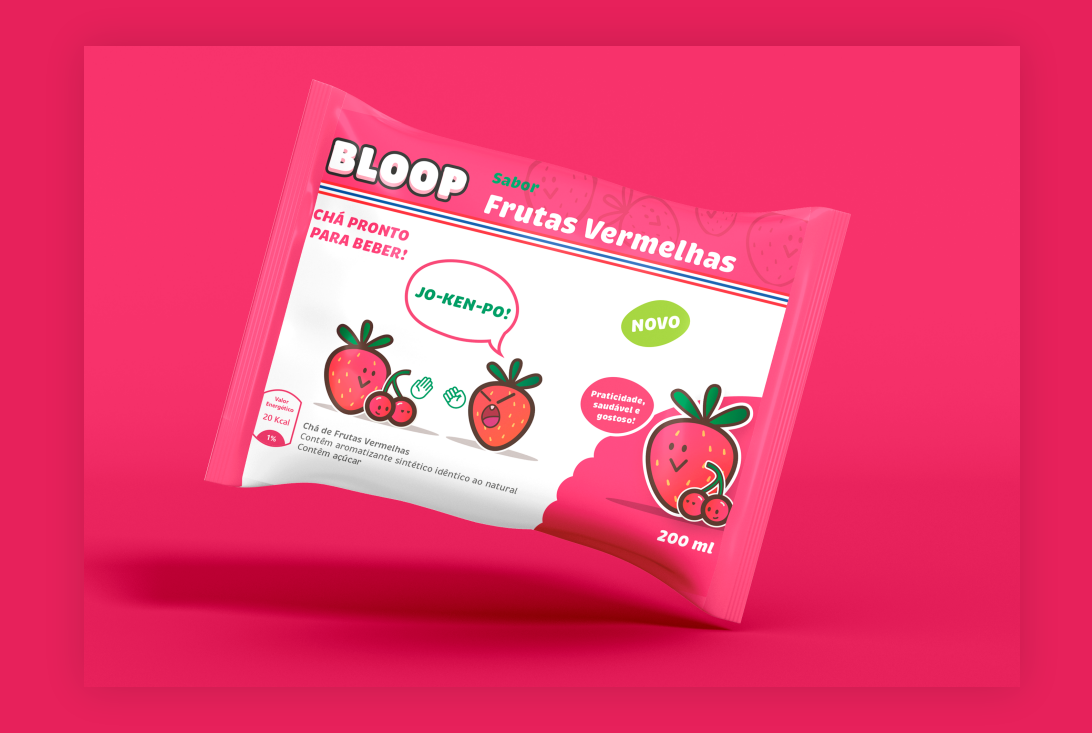 BLOOP
Sabor
Frutas Vermelhas
CHÁ PRONTO
PARA BEBER!
JO-KEN-PO!
NOVO
Praticidade,
saudável e
gostoso!
Valor
Energético
20 Kcal
1%
Chá de Frutas Vermelhas
Contêm aromatizante sintético idêntico ao natural
Contém açúcar
200 ml